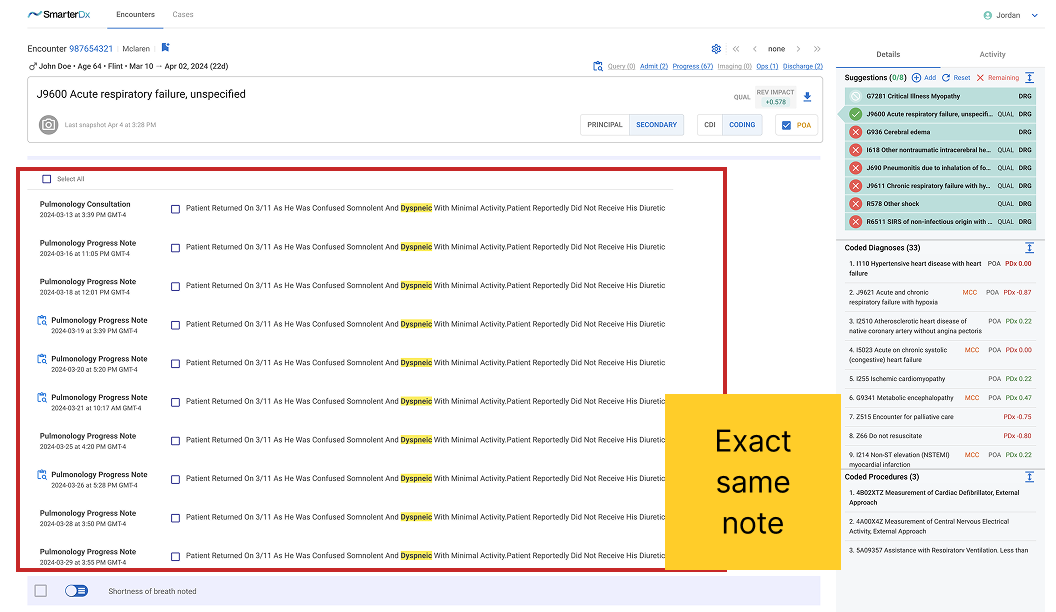 SmarterDx
Encounters
Cases
Jordan
Encounter 987654321 Mclaren
none
John Doe • Age 64 • Flint • Mar 10 → Apr 02, 2024 (22d)
Query (0) Admit (2) Progress (67) Imaging (0) Ops (1) Discharge (2)
J9600 Acute respiratory failure, unspecified
QUAL
REV IMPACT
+0.578
Last snapshot Apr 4 at 3:28 PM
PRINCIPAL SECONDARY
CDI CODING
POA
Select All
Pulmonology Consultation
2024-03-13 at 3:39 PM GMT-4
Patient Returned On 3/11 As He Was Confused Somnolent And Dyspneic With Minimal Activity.Patient Reportedly Did Not Receive His Diuretic
Pulmonology Progress Note
2024-03-16 at 11:05 PM GMT-4
Patient Returned On 3/11 As He Was Confused Somnolent And Dyspneic With Minimal Activity.Patient Reportedly Did Not Receive His Diuretic
Pulmonology Progress Note
2024-03-18 at 12:01 PM GMT-4
Patient Returned On 3/11 As He Was Confused Somnolent And Dyspneic With Minimal Activity.Patient Reportedly Did Not Receive His Diuretic
Pulmonology Progress Note
2024-03-19 at 3:39 PM GMT-4
Patient Returned On 3/11 As He Was Confused Somnolent And Dyspneic With Minimal Activity.Patient Reportedly Did Not Receive His Diuretic
Pulmonology Progress Note
2024-03-20 at 5:20 PM GMT-4
Patient Returned On 3/11 As He Was Confused Somnolent And Dyspneic With Minimal Activity.Patient Reportedly Did Not Receive His Diuretic
Pulmonology Progress Note
2024-03-21 at 10:17 AM GMT-4
Patient Returned On 3/11 As He Was Confused Somnolent And Dyspneic With Minimal Activity.Patient Reportedly Did Not Receive His Diuretic
Pulmonology Progress Note
2024-03-25 at 4:20 PM GMT-4
Patient Returned On 3/11 As He Was Confused Somnolent And Dyspneic With Minimal Activity.Patient Reportedly Did Not Receive His Diuretic
Pulmonology Progress Note
2024-03-26 at 5:28 PM GMT-4
Patient Returned On 3/11 As He Was Confused Somnolent And Dyspneic With Minimal Activity.Patient Reportedly Did Not Receive His Diuretic
Pulmonology Progress Note
2024-03-28 at 3:50 PM GMT-4
Patient Returned On 3/11 As He Was Confused Somnolent And Dyspneic With Minimal Activity.Patient Reportedly Did Not Receive His Diuretic
Pulmonology Progress Note
2024-03-29 at 3:55 PM GMT-4
Patient Returned On 3/11 As He Was Confused Somnolent And Dyspneic With Minimal Activity.Patient Reportedly Did Not Receive His Diuretic
Shortness of breath noted
Exact
same
note
Details
Activity
Suggestions (0/8) Add Reset Remaining
G7281 Critical Illness Myopathy DRG
J9600 Acute respiratory failure, unspecifi... QUAL DRG
G936 Cerebral edema DRG
I618 Other nontraumatic intracerebral he... QUAL DRG
J690 Pneumonitis due to inhalation of fo... QUAL DRG
J9611 Chronic respiratory failure with hy... QUAL DRG
R578 Other shock QUAL DRG
R6511 SIRS of non-infectious origin with ... QUAL DRG
Coded Diagnoses (33)
1. I110 Hypertensive heart disease with heart POA PDx 0.00
failure
2. J9621 Acute and chronic MCC POA PDx -0.87
respiratory failure with hypoxia
3. I2510 Atherosclerotic heart disease of POA PDx 0.22
native coronary artery without angina pectoris
4. I5023 Acute on chronic systolic MCC POA PDx 0.00
(congestive) heart failure
5. I255 Ischemic cardiomyopathy POA PDx 0.22
6. G9341 Metabolic encephalopathy MCC POA PDx 0.47
7. Z515 Encounter for palliative care PDx -0.75
8. Z66 Do not resuscitate PDx -0.80
9. I214 Non-ST elevation (NSTEMI) MCC POA PDx 0.22
myocardial infarction
Coded Procedures (3)
1. 4B02XTZ Measurement of Cardiac Defibrillator, External
Approach
2. 4A00X4Z Measurement of Central Nervous Electrical
Activity, External Approach
3. 5A09357 Assistance with Respiratory Ventilation, Less than